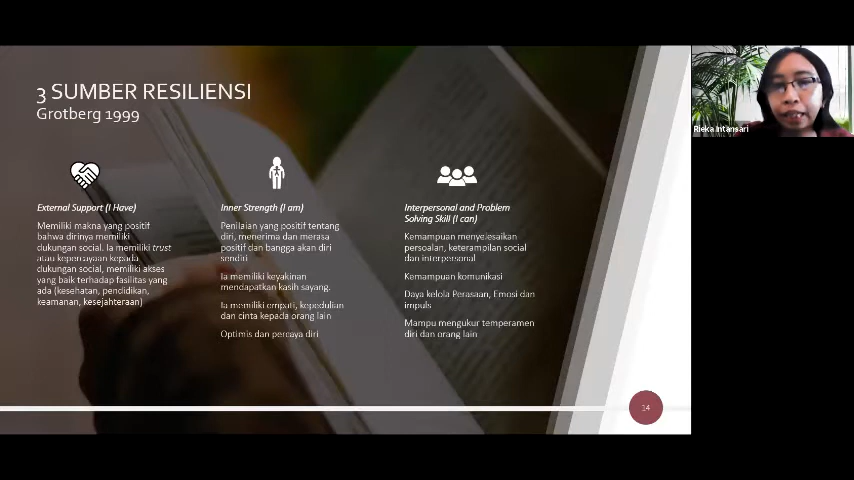 3 SUMBER RESILIENSI
Grotberg 1999
External Support (I Have)
Memiliki makna yang positif
bahwa dirinya memiliki
dukungan social. Ia memiliki trust
atau kepercayaan kepada
dukungan social, memiliki akses
yang baik terhadap fasilitas yang
ada (kesehatan, pendidikan,
keamanan, kesejahteraan)
Inner Strength (I am)
Penilaian yang positif tentang
diri, menerima dan merasa
positif dan bangga akan diri
senditi
Ia memiliki keyakinan
mendapatkan kasih sayang.
Ia memiliki empati, kepedulian
dan cinta kepada orang lain
Optimis dan percaya diri
Interpersonal and Problem
Solving Skill (I can)
Kemampuan menyelesaikan
persoalan, keterampilan social
dan interpersonal
Kemampuan komunikasi
Daya kelola Perasaan, Emosi dan
impuls
Mampu mengukur temperamen
diri dan orang lain
14
Rieka Intansari